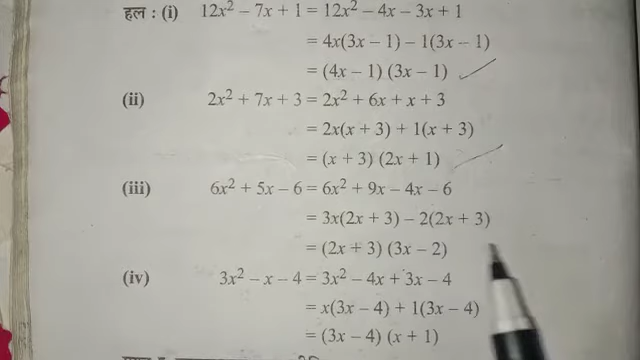 हल : (i) 12x² – 7x + 1 = 12x² – 4x – 3x + 1
= 4x(3x – 1) – 1(3x – 1)
= (4x – 1) (3x – 1)
(ii) 2x² + 7x + 3 = 2x² + 6x + x + 3
= 2x(x + 3) + 1(x + 3)
= (x + 3) (2x + 1)
(iii) 6x² + 5x – 6 = 6x² + 9x – 4x – 6
= 3x(2x + 3) – 2(2x + 3)
= (2x + 3) (3x – 2)
(iv) 3x² – x – 4 = 3x² – 4x + 3x – 4
= x(3x – 4) + 1(3x – 4)
= (3x – 4) (x + 1)